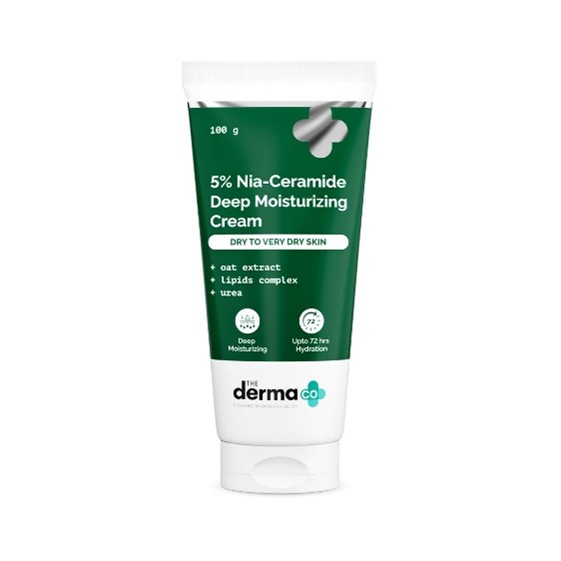 100 g
5% Nia-Ceramide
Deep Moisturizing
Cream
DRY TO VERY DRY SKIN
+ oat extract
+ lipids complex
+ urea
72
Deep
Moisturizing
Upto 72 hrs
Hydration
THE
derma co